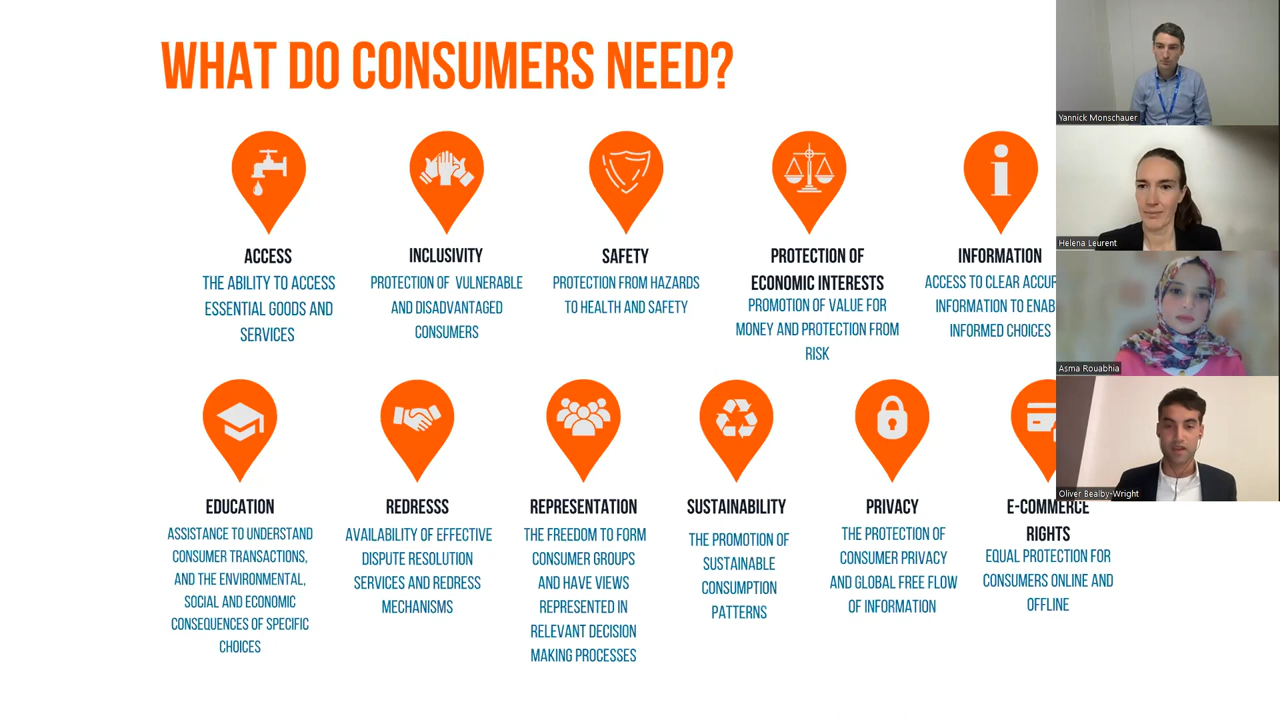 WHAT DO CONSUMERS NEED?
ACCESS
THE ABILITY TO ACCESS
ESSENTIAL GOODS AND
SERVICES
INCLUSIVITY
PROTECTION OF VULNERABLE
AND DISADVANTAGED
CONSUMERS
SAFETY
PROTECTION FROM HAZARDS
TO HEALTH AND SAFETY
PROTECTION OF
ECONOMIC INTERESTS
PROMOTION OF VALUE FOR
MONEY AND PROTECTION FROM
RISK
INFORMATION
ACCESS TO CLEAR
INFORMATION TO
INFORMED CHOICES
EDUCATION
ASSISTANCE TO UNDERSTAND
CONSUMER TRANSACTIONS,
AND THE ENVIRONMENTAL,
SOCIAL AND ECONOMIC
CONSEQUENCES OF SPECIFIC
CHOICES
REDRESSS
AVAILABILITY OF EFFECTIVE
DISPUTE RESOLUTION
SERVICES AND REDRESS
MECHANISMS
REPRESENTATION
THE FREEDOM TO FORM
CONSUMER GROUPS
AND HAVE VIEWS
REPRESENTED IN
RELEVANT DECISION
MAKING PROCESSES
SUSTAINABILITY
THE PROMOTION OF
SUSTAINABLE
CONSUMPTION
PATTERNS
PRIVACY
THE PROTECTION OF
CONSUMER PRIVACY
AND GLOBAL FREE FLOW
OF INFORMATION
E-COMMERCE
RIGHTS
EQUAL PROTECTION FOR
CONSUMERS ONLINE AND
OFFLINE
Yannick Monschauer
Helena Leurent
Asma Rouabhia
Oliver Bealby-Wright